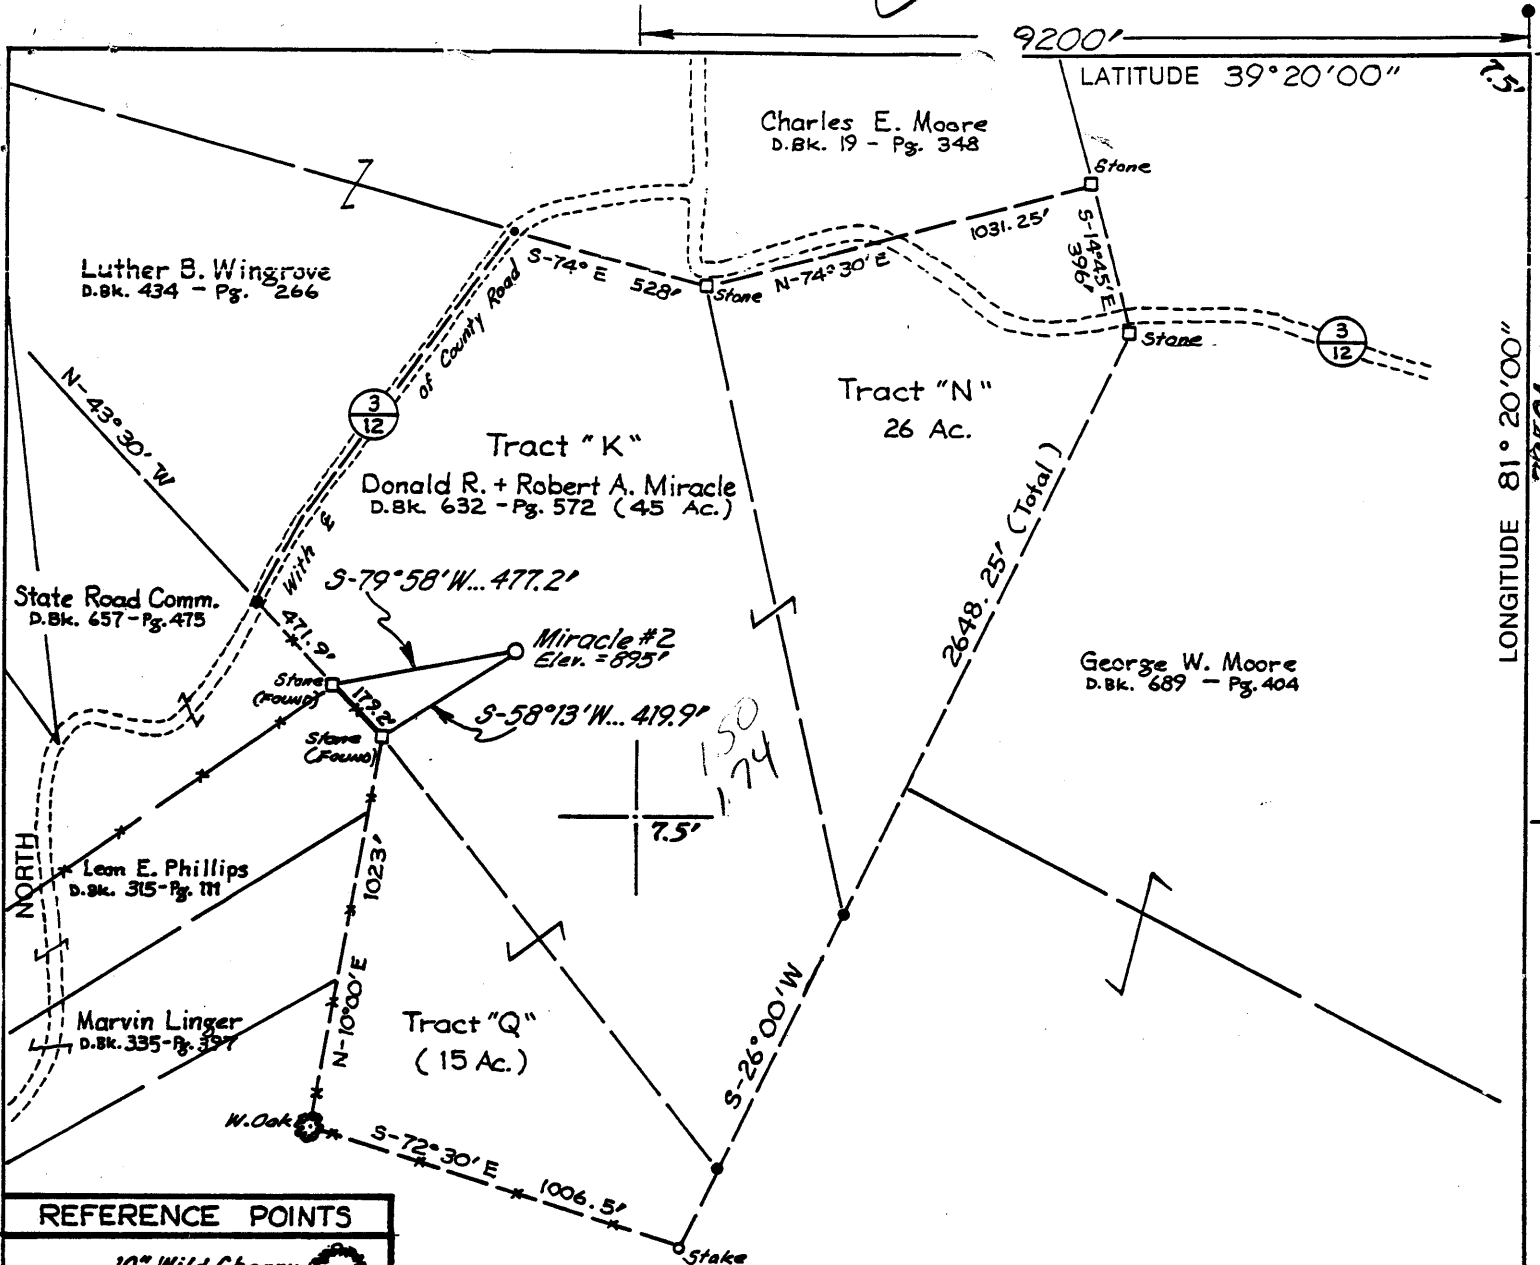 9200'
LATITUDE 39°20'00"
7.5'
Charles E. Moore
D.Bk. 19 - Pg. 348
Stone
1031.25'
S-14°45'E
396'
Luther B. Wingrove
D.Bk. 434 - Pg. 266
S-74° E 528'
Stone
N-74°30' E
Stone
3
12
With ℄ of County Road
3
12
N-43°30' W
Tract "K"
Donald R. + Robert A. Miracle
D.Bk. 632 - Pg. 572 (45 Ac.)
Tract "N"
26 Ac.
LONGITUDE 81° 20'00"
2648.25' (Total)
State Road Comm.
D.Bk. 657-Pg. 475
S-79°58'W... 477.2'
471.9'
Miracle #2
Elev. = 895'
Stone
(Found)
179.2'
S-58°13'W... 419.9'
Stone
(Found)
George W. Moore
D.Bk. 689 - Pg. 404
1.50
1.74
7.5'
NORTH
Leon E. Phillips
D.Bk. 315-Pg. 111
1023'
N-10°00'E
Marvin Linger
D.Bk. 335-Pg. 397
Tract "Q"
(15 Ac.)
S-26°00'W
W. Oak
S-72°30'E
1006.5'
Stake
REFERENCE POINTS
10" Wild Cherry